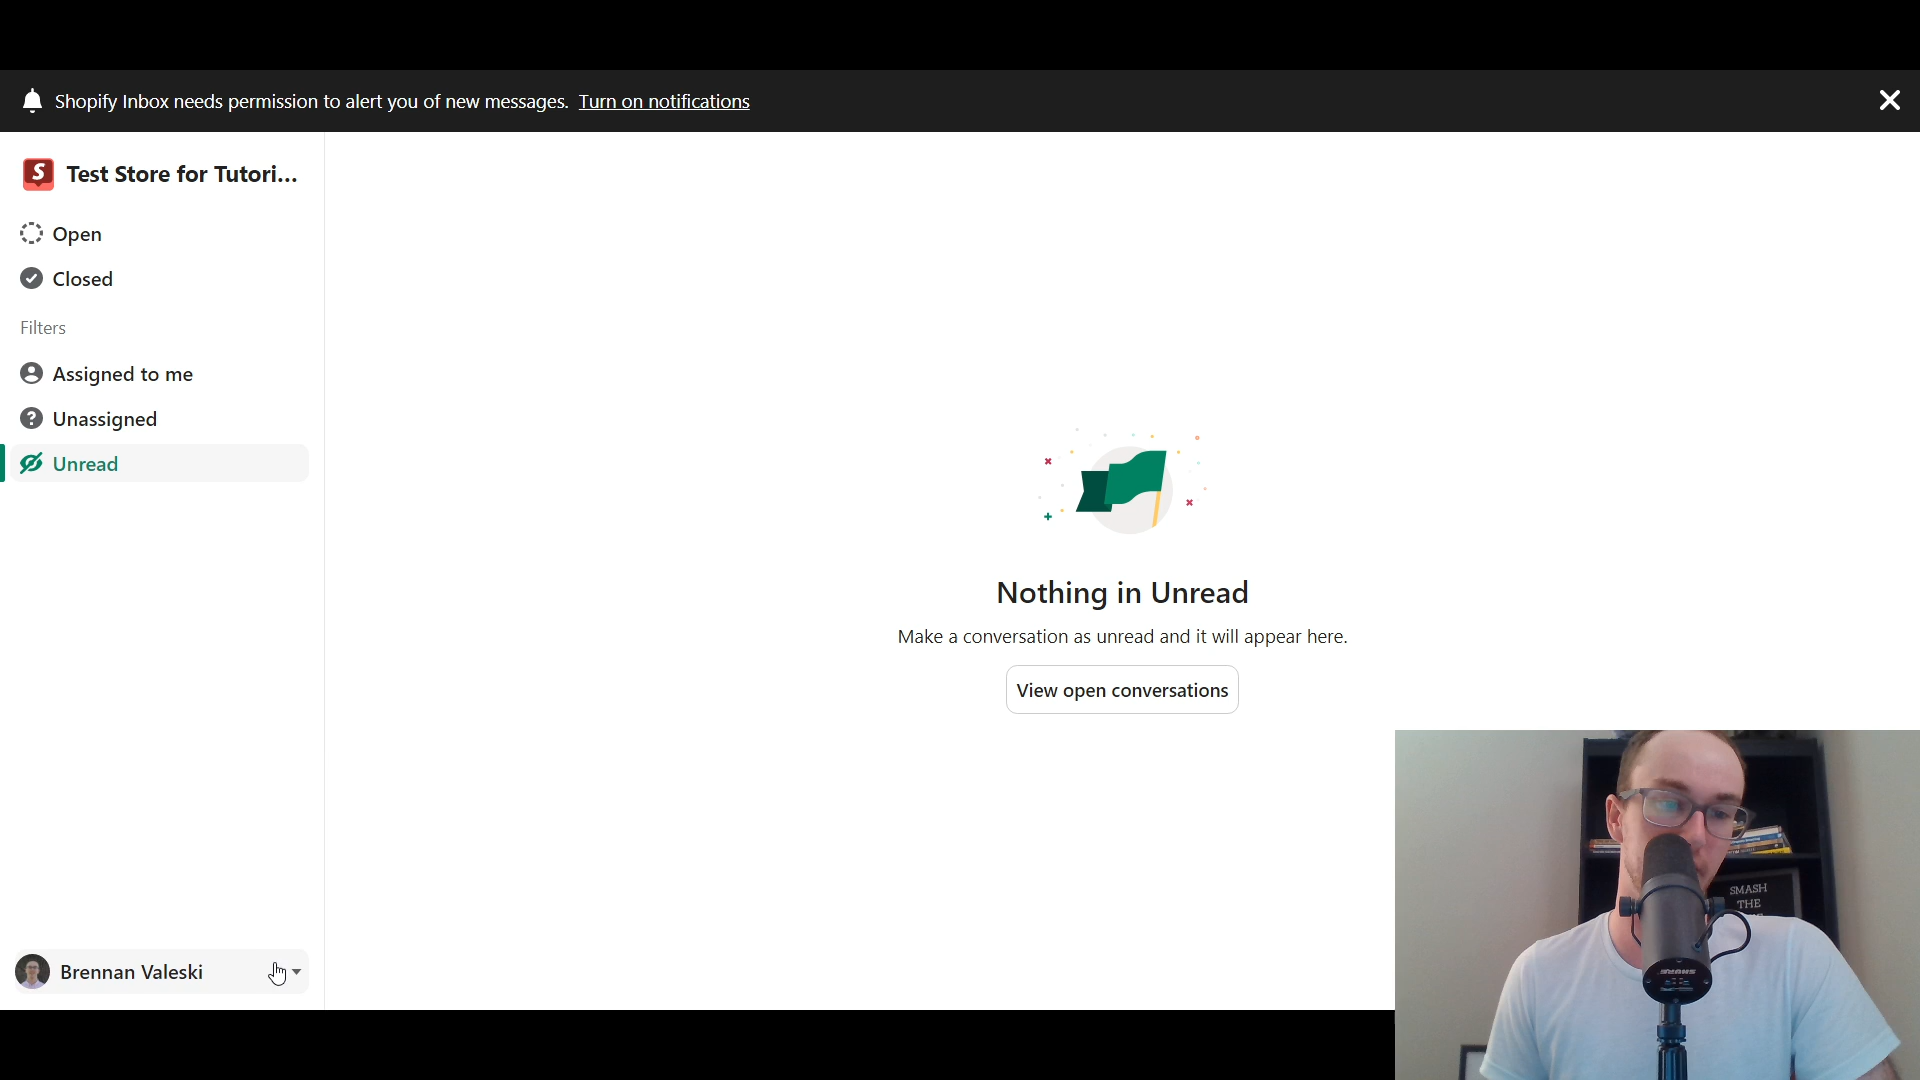 Shopify Inbox needs permission to alert you of new messages. Turn on notifications
S Test Store for Tutori...
Open
Closed
Filters
Assigned to me
Unassigned
Unread
Nothing in Unread
Make a conversation as unread and it will appear here.
View open conversations
SMASH
THE
Brennan Valeski
SHURE